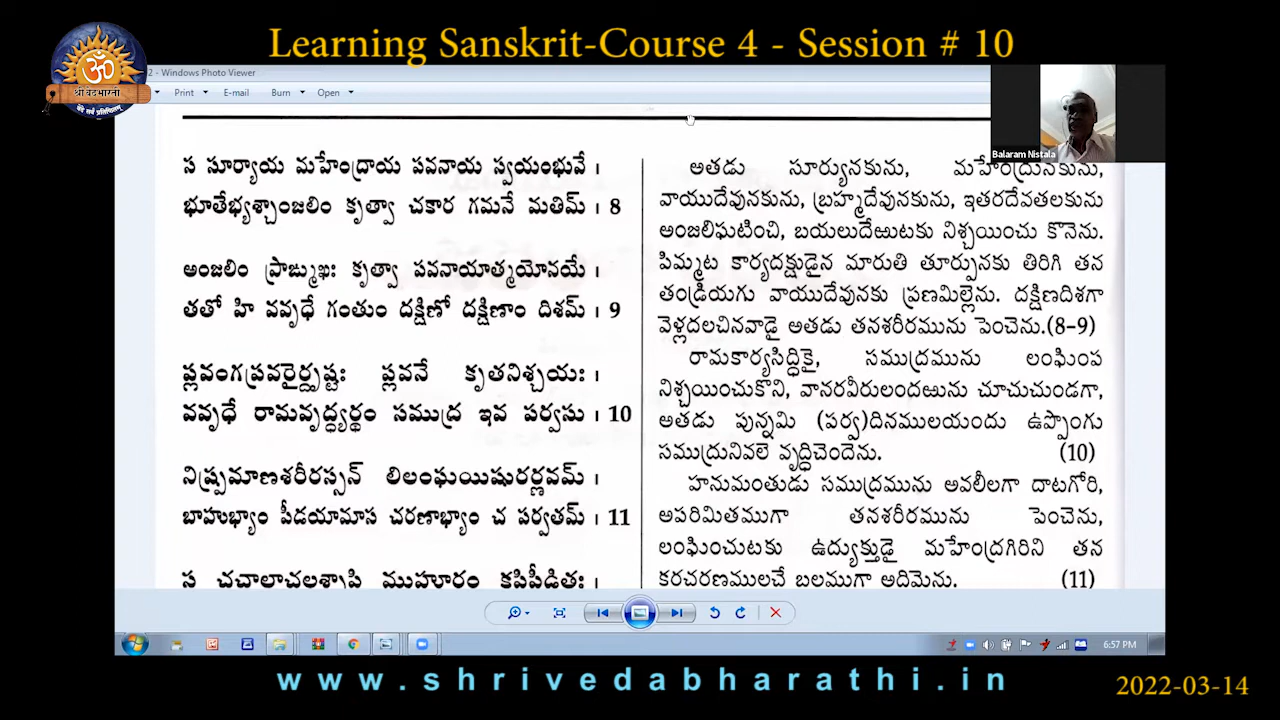 Learning Sanskrit-Course 4 - Session # 10
ॐ
श्री वेदभारती
2 - Windows Photo Viewer
Print
E-mail
Burn
Open
Balaram Nistala
స సూర్యాయ మహేంద్రాయ పవనాయ స్వయంభువే ।
భూతేభ్యశ్చాంజలిం కృత్వా చకార గమనే మతిమ్ । 8
అంజలిం ప్రాఙ్ముఖః కృత్వా పవనాయాత్మయోనయే
తతో హి వవృధే గంతుం దక్షిణో దక్షిణాం దిశమ్ । 9
ప్లవంగప్రవరైర్దృష్టః ప్లవనే కృతనిశ్చయః ।
వవృధే రామవృద్ధ్యర్థం సముద్ర ఇవ పర్వసు । 10
నిష్ప్రమాణశరీరస్సన్ లిలంఘయిషురర్ణవమ్ ।
బాహుభ్యాం పీడయామాస చరణాభ్యాం చ పర్వతమ్ । 11
స చచాలాచలశ్చాపి ముహూర్తం కపిపీడితః ।
అతడు సూర్యునకును, మహేంద్రునకును,
వాయుదేవునకును, బ్రహ్మదేవునకును, ఇతరదేవతలకును
అంజలిఘటించి, బయలుదేఱుటకు నిశ్చయించు కొనెను.
పిమ్మట కార్యదక్షుడైన మారుతి తూర్పునకు తిరిగి తన
తండ్రియగు వాయుదేవునకు ప్రణమిల్లెను. దక్షిణదిశగా
వెళ్లదలచినవాడై అతడు తనశరీరమును పెంచెను.(8-9)
రామకార్యసిద్ధికై, సముద్రమును లంఘింప
నిశ్చయించుకొని, వానరవీరులందఱును చూచుచుండగా,
అతడు పున్నమి (పర్వ)దినములయందు ఉప్పొంగు
సముద్రునివలె వృద్ధిచెందెను. (10)
హనుమంతుడు సముద్రమును అవలీలగా దాటగోరి,
అపరిమితముగా తనశరీరమును పెంచెను,
లంఘించుటకు ఉద్యుక్తుడై మహేంద్రగిరిని తన
కరచరణములచే బలముగా అదిమెను. (11)
6:57 PM
www.shrivedabharathi.in
2022-03-14